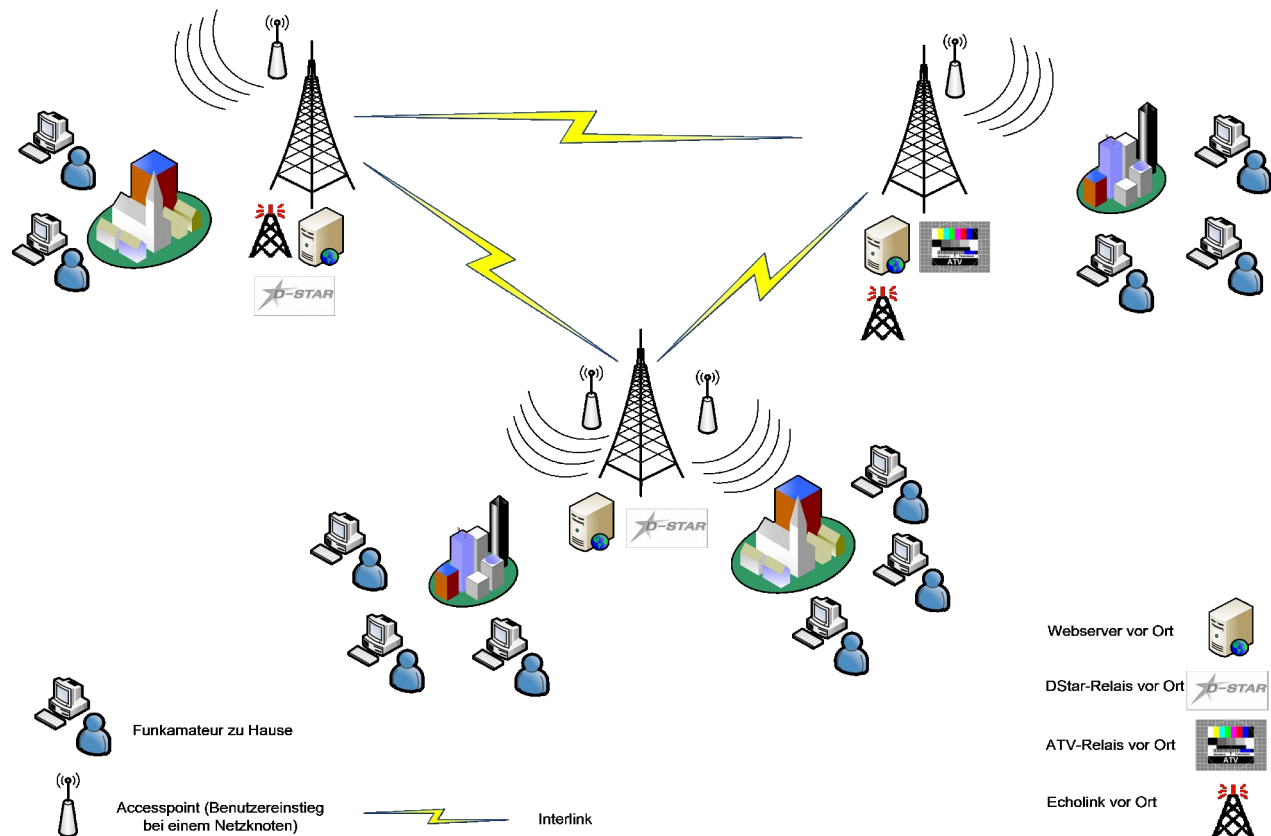 D-STAR
ATV
D-STAR
Webserver vor Ort
DStar-Relais vor Ort
D-STAR
Funkamateur zu Hause
ATV-Relais vor Ort
ATV
Accesspoint (Benutzereinstieg
bei einem Netzknoten)
Interlink
Echolink vor Ort